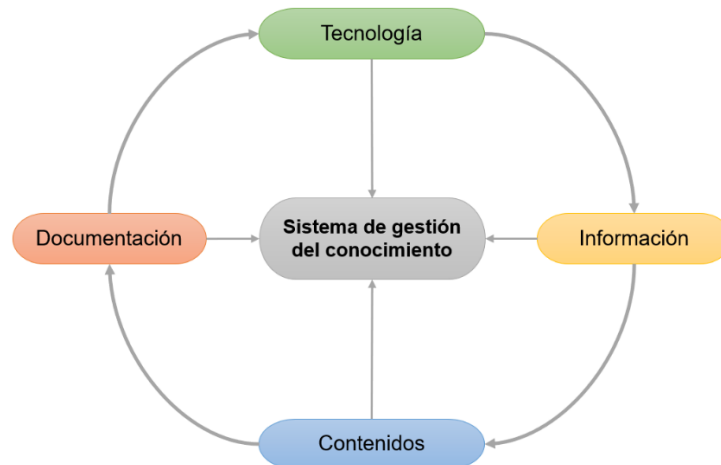 Tecnología
Documentación
Sistema de gestión
del conocimiento
Información
Contenidos